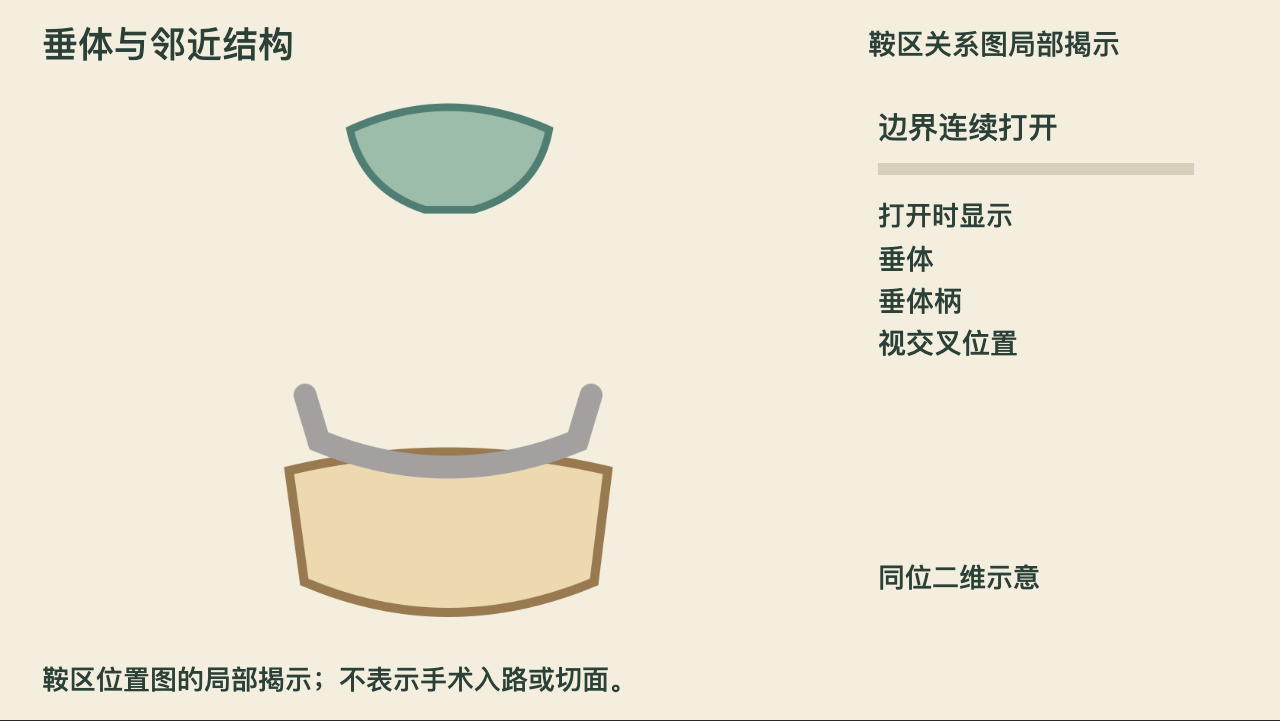 垂体与邻近结构
鞍区关系图局部揭示
边界连续打开
打开时显示
垂体
垂体柄
视交叉位置
同位二维示意
鞍区位置图的局部揭示；不表示手术入路或切面。